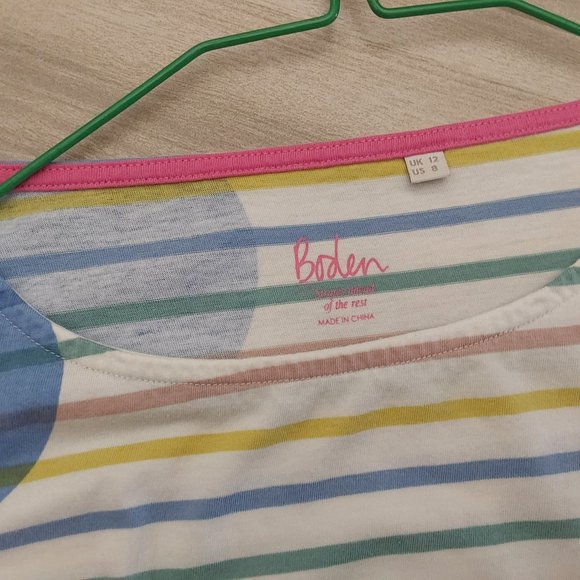 UK 12
US 8
Boden
of the rest
MADE IN CHINA